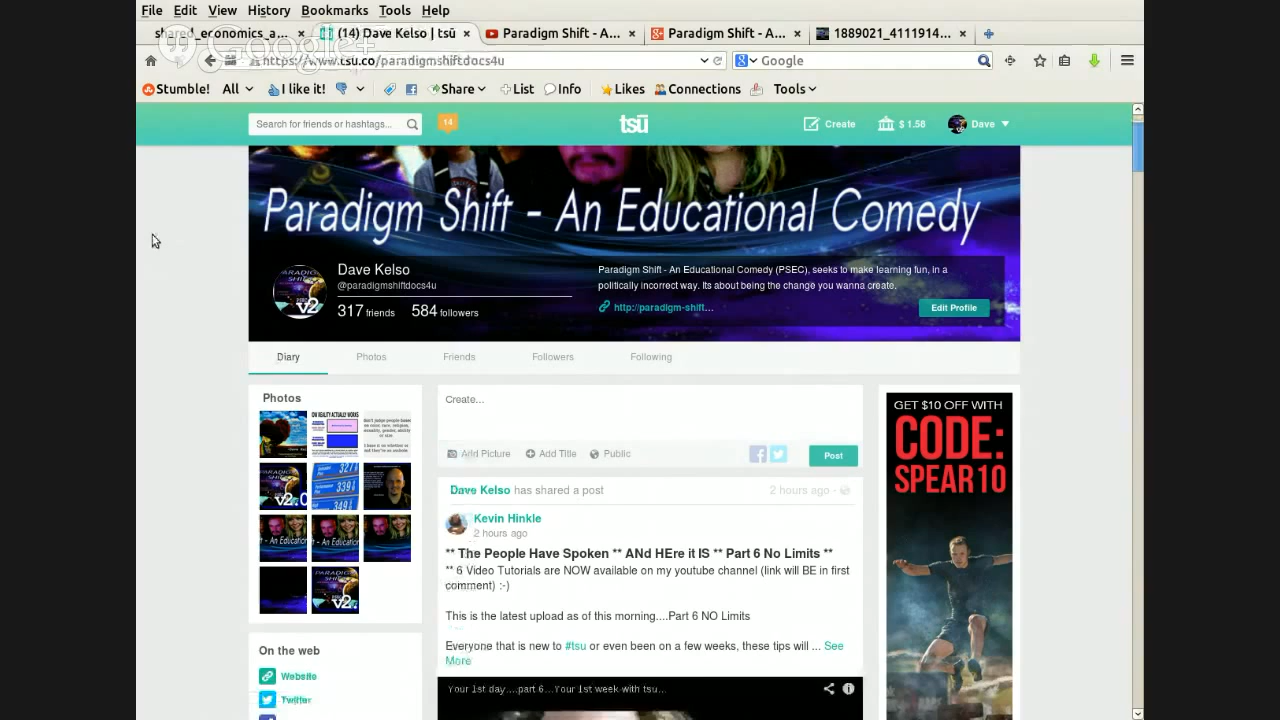 File Edit View History Bookmarks Tools Help
shared_economics_a... × (14) Dave Kelso | tsū × Paradigm Shift - A... × Paradigm Shift - A... × 1889021_4111914... ×
Google+
https://www.tsu.co/paradigmshiftdocs4u Google
Stumble! All I like it! Share List Info Likes Connections Tools
Search for friends or hashtags... 14 tsū Create $ 1.56 Dave
Paradigm Shift - An Educational Comedy
Dave Kelso
@paradigmshiftdocs4u
317 friends 584 followers
Paradigm Shift - An Educational Comedy (PSEC), seeks to make learning fun, in a
politically incorrect way. Its about being the change you wanna create.
http://paradigm-shift...
Edit Profile
Diary Photos Friends Followers Following
Photos
On the web
Website
Twitter
Create...
Add Picture Add Title Public Post
Dave Kelso has shared a post 2 hours ago
Kevin Hinkle
2 hours ago
** The People Have Spoken ** ANd HEre it IS ** Part 6 No Limits **
** 6 Video Tutorials are NOW available on my youtube channel (link will BE in first
comment) :-)
This is the latest upload as of this morning....Part 6 NO Limits
Everyone that is new to #tsu or even been on a few weeks, these tips will ... See
More
Your 1st day....part 6...Your 1st week with tsu...
GET $10 OFF WITH
CODE:
SPEAR10